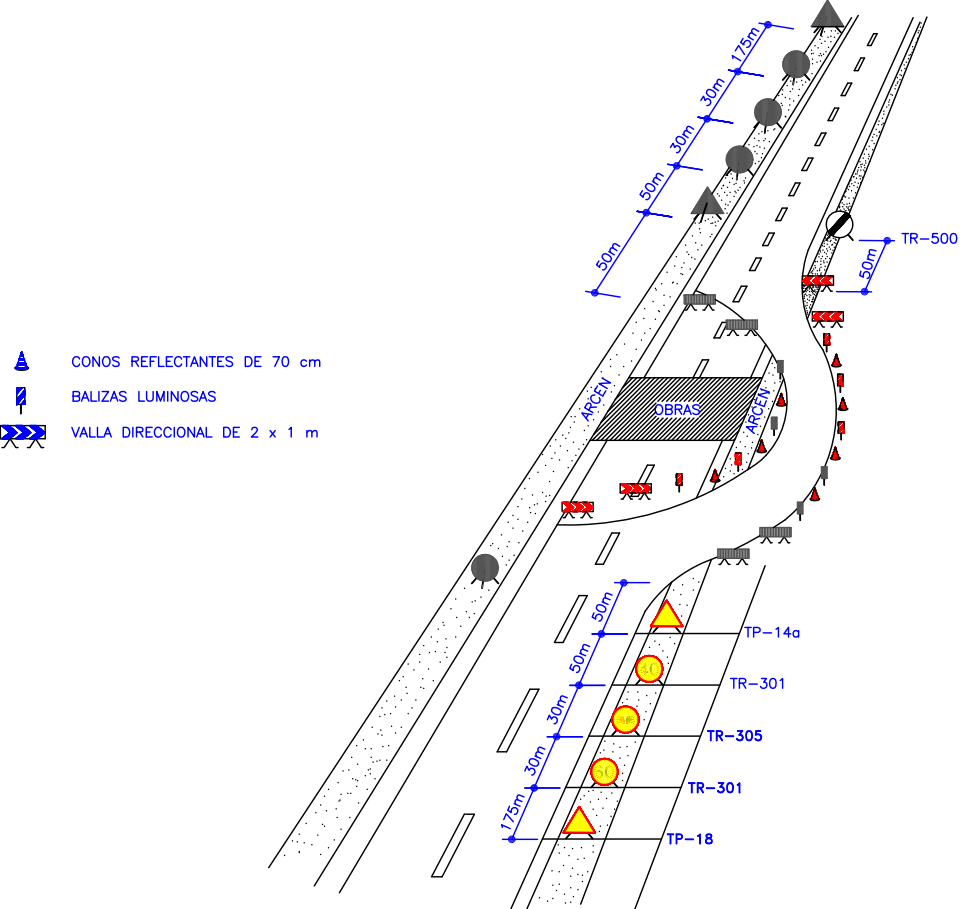 175m
30m
30m
50m
50m
TR-500
50m
CONOS REFLECTANTES DE 70 cm
BALIZAS LUMINOSAS
VALLA DIRECCIONAL DE 2 x 1 m
ARCEN
OBRAS
ARCEN
50m
TP-14a
50m
40
TR-301
30m
TR-305
30m
60
TR-301
175m
TP-18